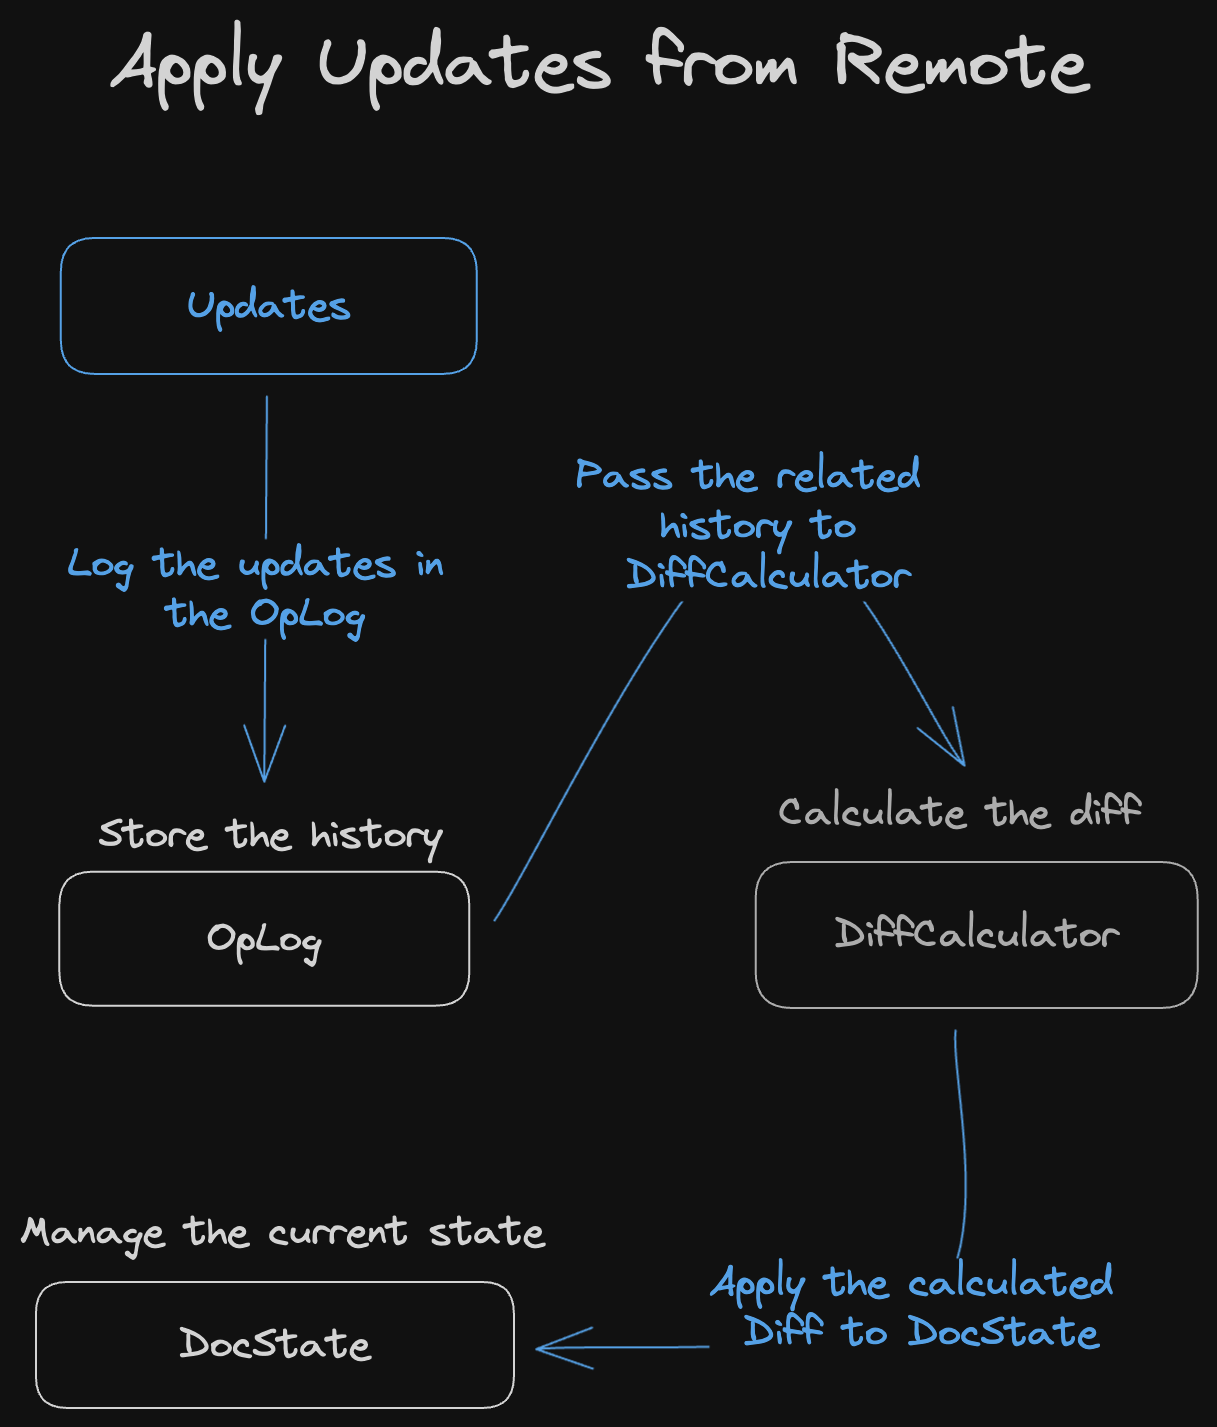 Apply Updates from Remote
Updates
Log the updates in
the OpLog
Store the history
OpLog
Pass the related
history to
DiffCalculator
Calculate the diff
DiffCalculator
Apply the calculated
Diff to DocState
Manage the current state
DocState